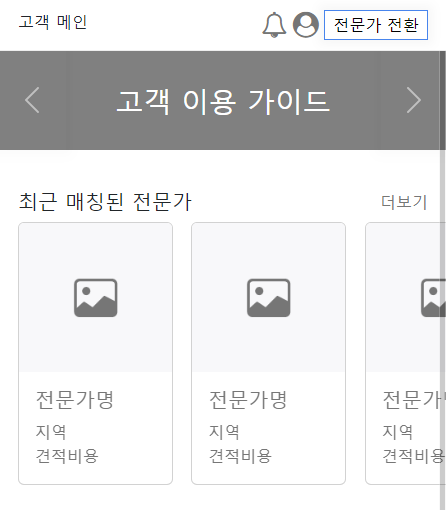 고객 메인
전문가 전환
고객 이용 가이드
최근 매칭된 전문가
더보기
전문가명
지역
견적비용
전문가명
지역
견적비용
전문가
지역
견적비용